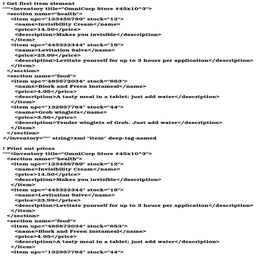 ! Get first item element
"""<inventory title="OmniCorp Store #45x10^3">
<section name="health">
<item upc="123456789" stock="12">
<name>Invisibility Cream</name>
<price>14.50</price>
<description>Makes you invisible</description>
</item>
<item upc="445322344" stock="18">
<name>Levitation Salve</name>
<price>23.99</price>
<description>Levitate yourself for up to 3 hours per application</description>
</item>
</section>
<section name="food">
<item upc="485672034" stock="653">
<name>Blork and Freen Instameal</name>
<price>4.95</price>
<description>A tasty meal in a tablet; just add water</description>
</item>
<item upc="132957764" stock="44">
<name>Grob winglets</name>
<price>3.56</price>
<description>Tender winglets of Grob. Just add water</description>
</item>
</section>
</inventory>""" string>xml "item" deep-tag-named
! Print out prices
"""<inventory title="OmniCorp Store #45x10^3">
<section name="health">
<item upc="123456789" stock="12">
<name>Invisibility Cream</name>
<price>14.50</price>
<description>Makes you invisible</description>
</item>
<item upc="445322344" stock="18">
<name>Levitation Salve</name>
<price>23.99</price>
<description>Levitate yourself for up to 3 hours per application</description>
</item>
</section>
<section name="food">
<item upc="485672034" stock="653">
<name>Blork and Freen Instameal</name>
<price>4.95</price>
<description>A tasty meal in a tablet; just add water</description>
</item>
<item upc="132957764" stock="44">